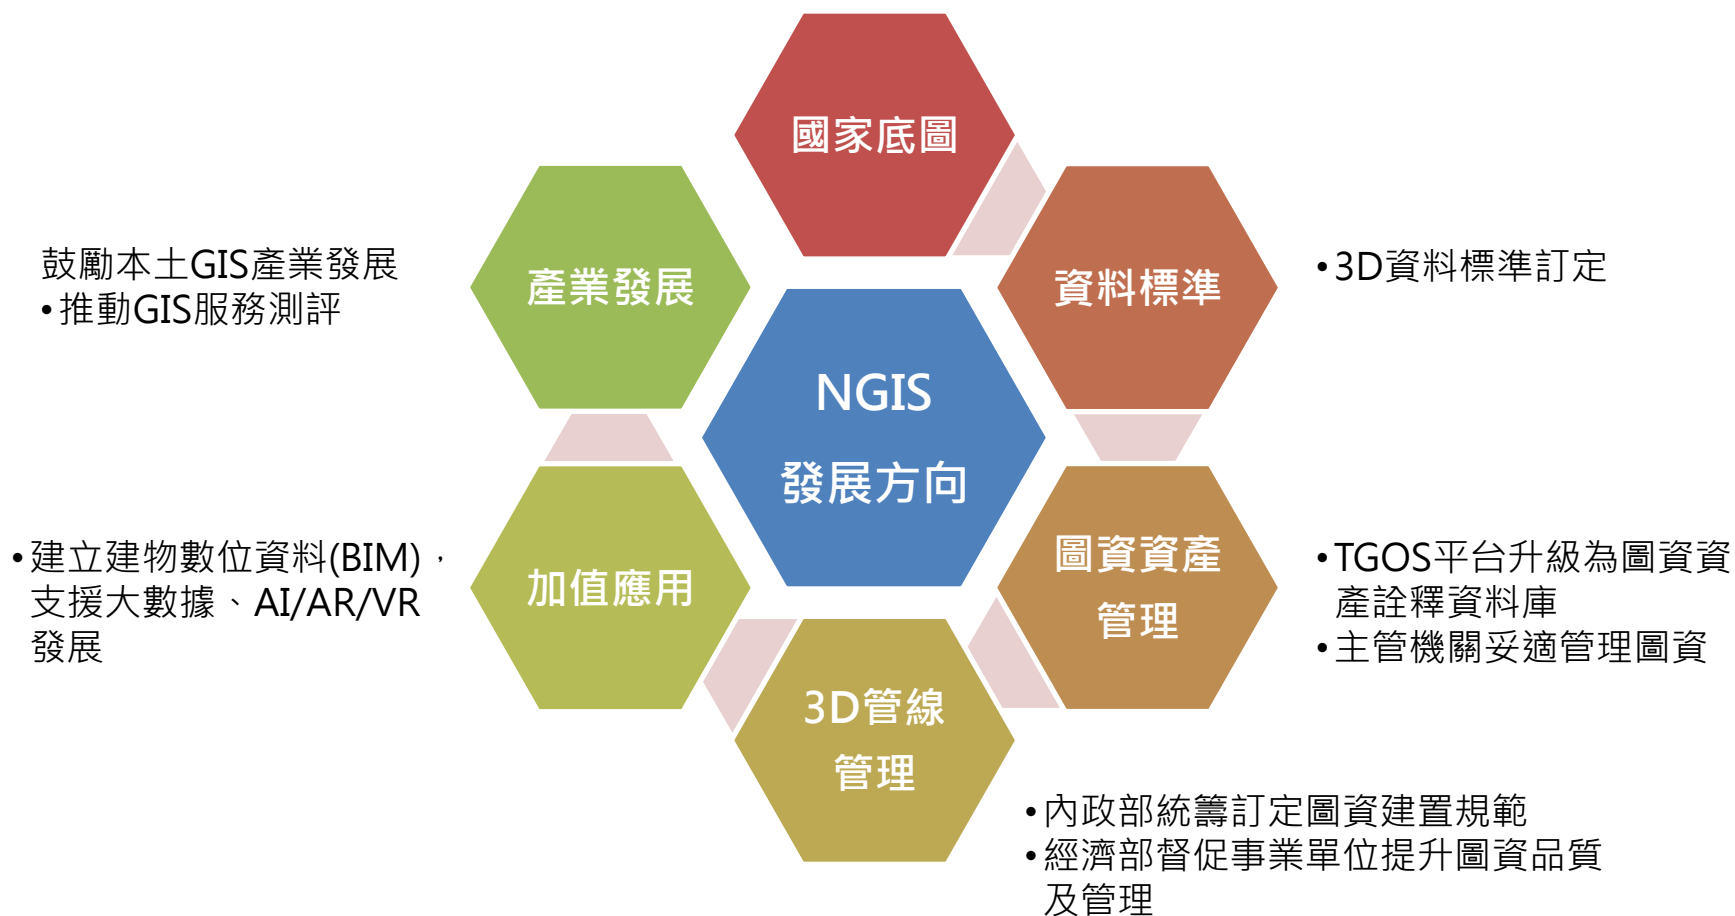 國家底圖
資料標準
• 3D資料標準訂定
圖資資產
管理
• TGOS平台升級為圖資資
產詮釋資料庫
• 主管機關妥適管理圖資
3D管線
管理
• 內政部統籌訂定圖資建置規範
• 經濟部督促事業單位提升圖資品質
及管理
加值應用
• 建立建物數位資料(BIM)，
支援大數據、AI/AR/VR
發展
產業發展
鼓勵本土GIS產業發展
• 推動GIS服務測評
NGIS
發展方向